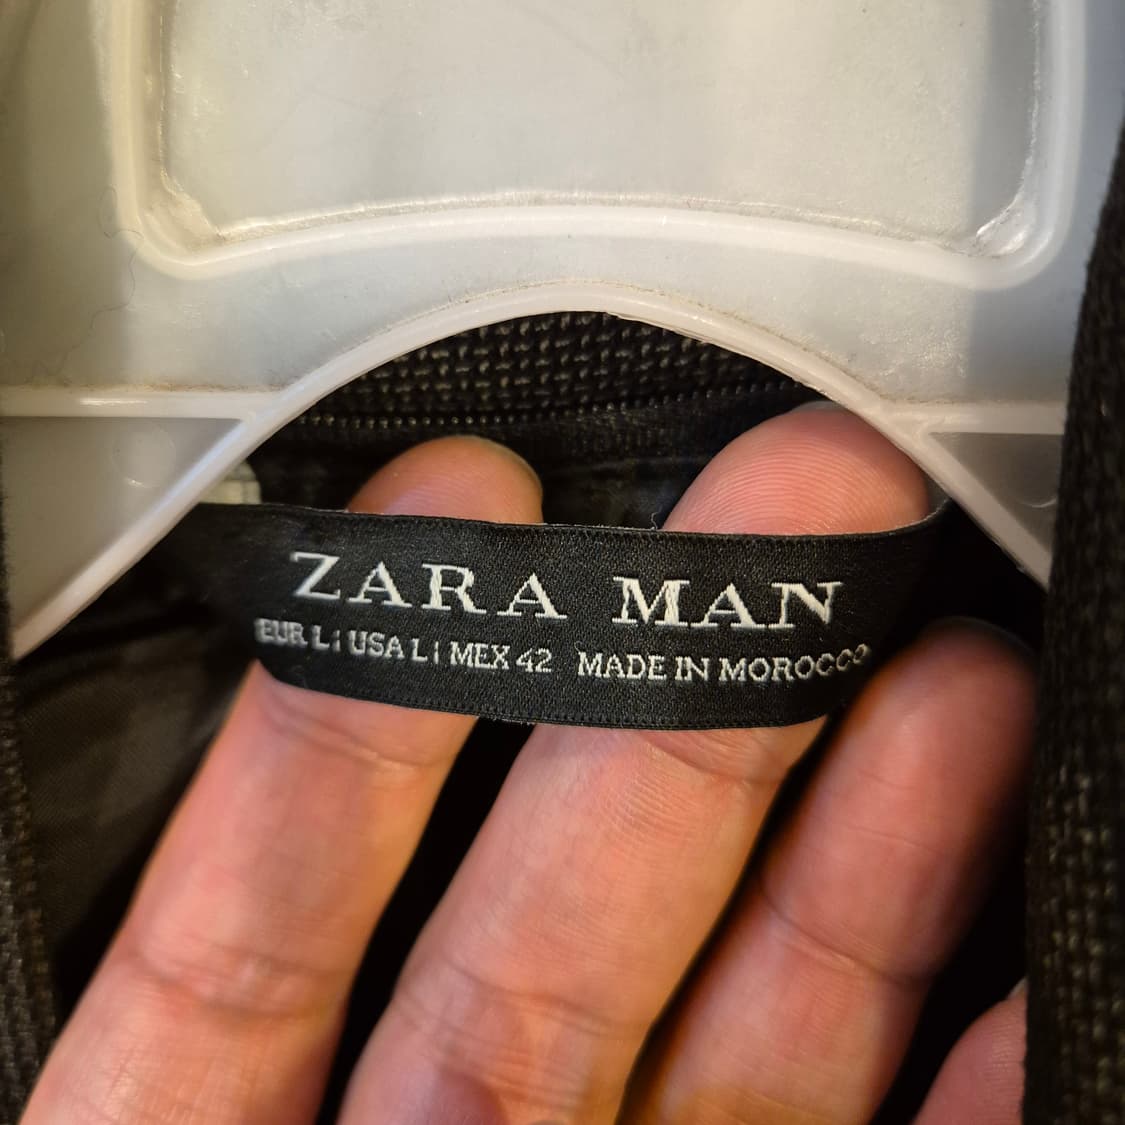 ZARA MAN
EUR L | USA L | MEX 42 MADE IN MOROCCO